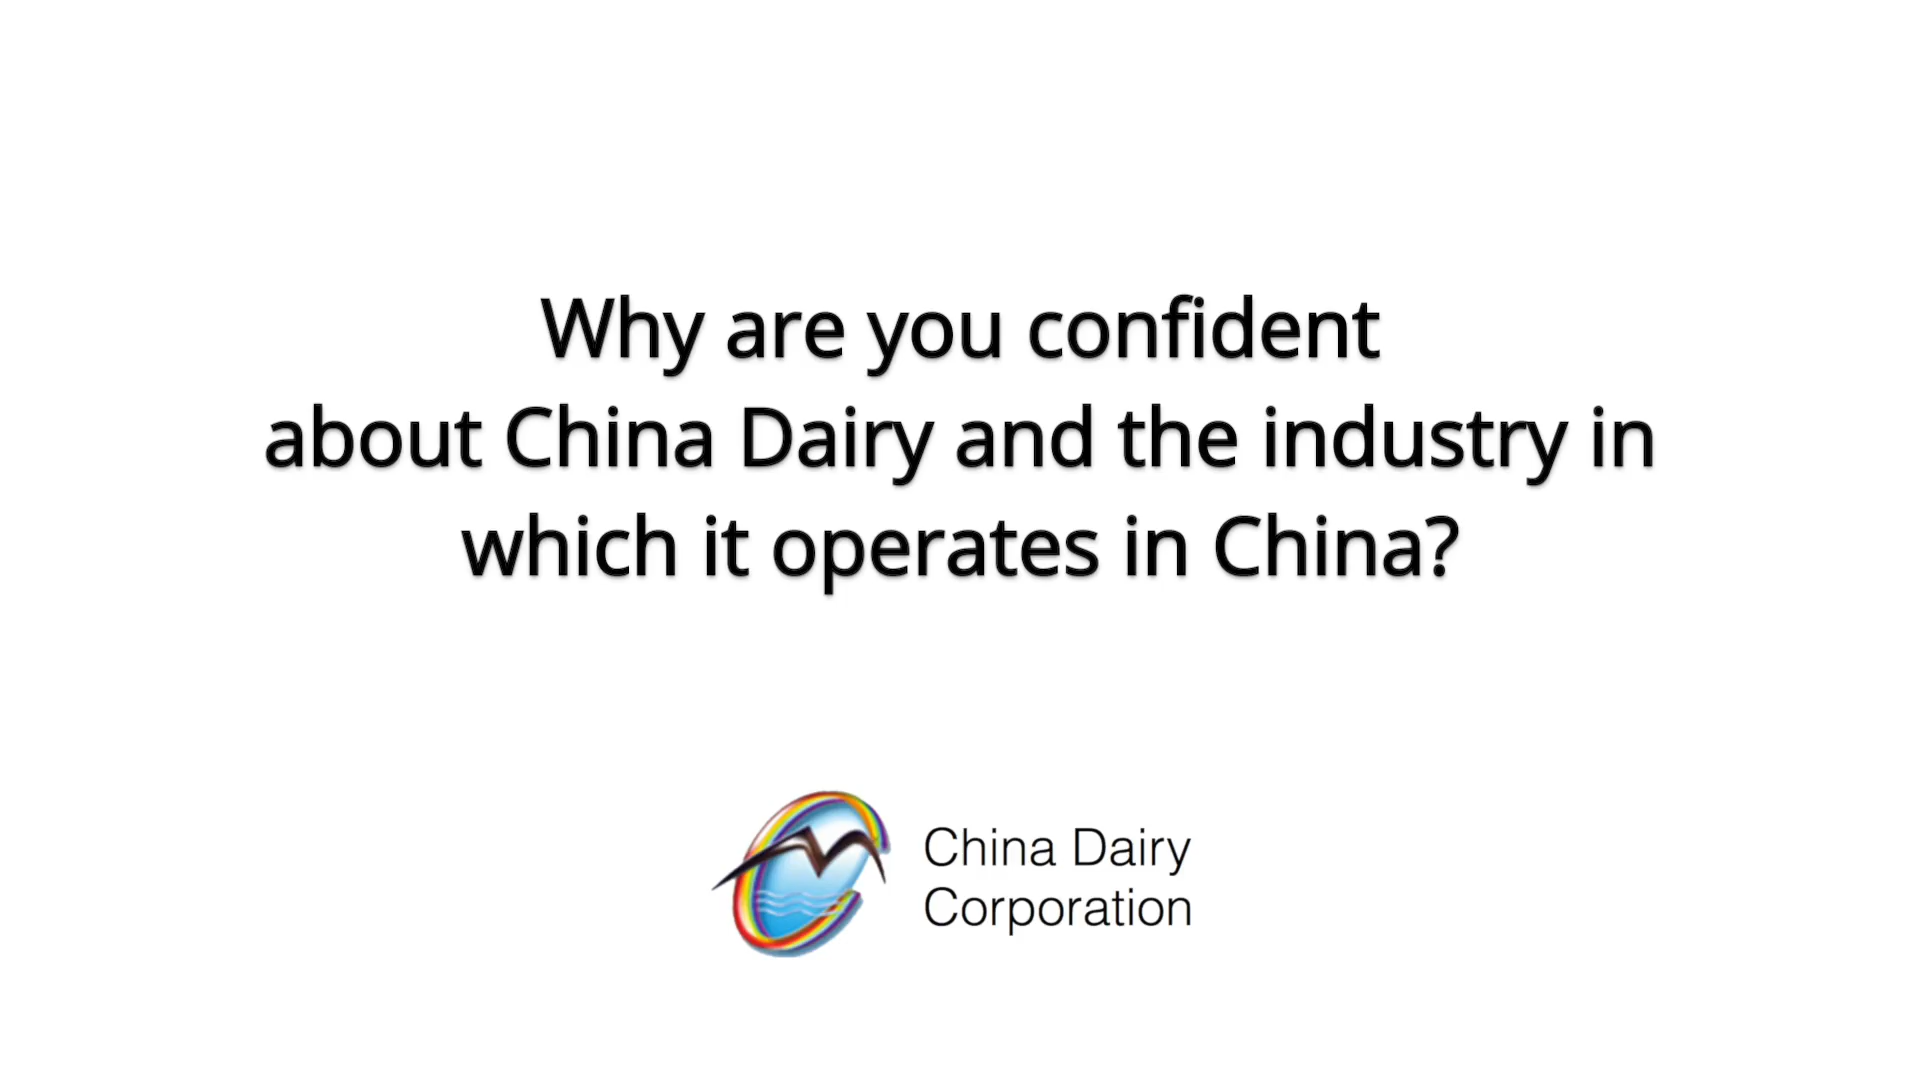 Why are you confident
about China Dairy and the industry in
which it operates in China?
China Dairy
Corporation